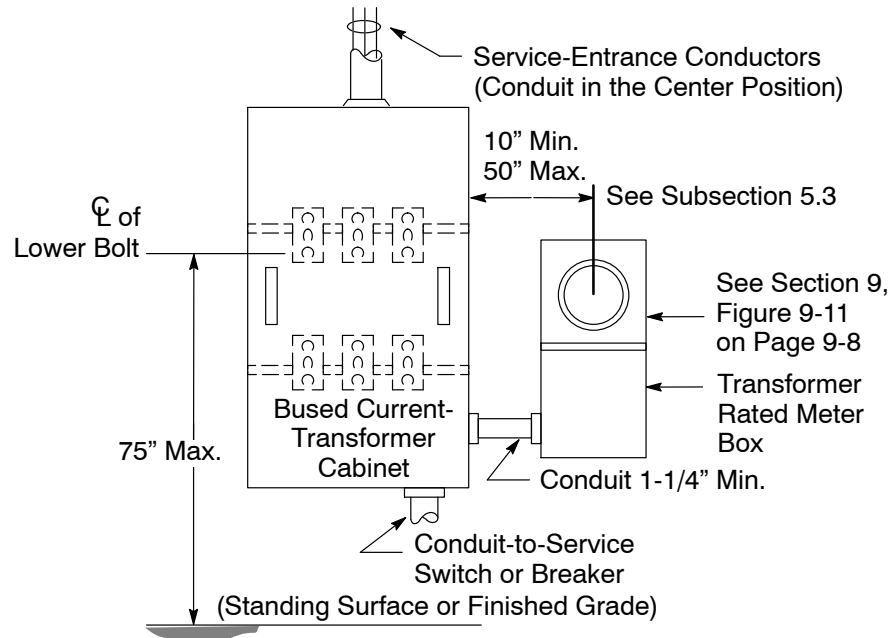 Service-Entrance Conductors
(Conduit in the Center Position)
10” Min.
50” Max.
See Subsection 5.3
℄ of
Lower Bolt
See Section 9,
Figure 9-11
on Page 9-8
Transformer
Rated Meter
Box
Bused Current-
Transformer
Cabinet
75” Max.
Conduit 1-1/4” Min.
Conduit-to-Service
Switch or Breaker
(Standing Surface or Finished Grade)